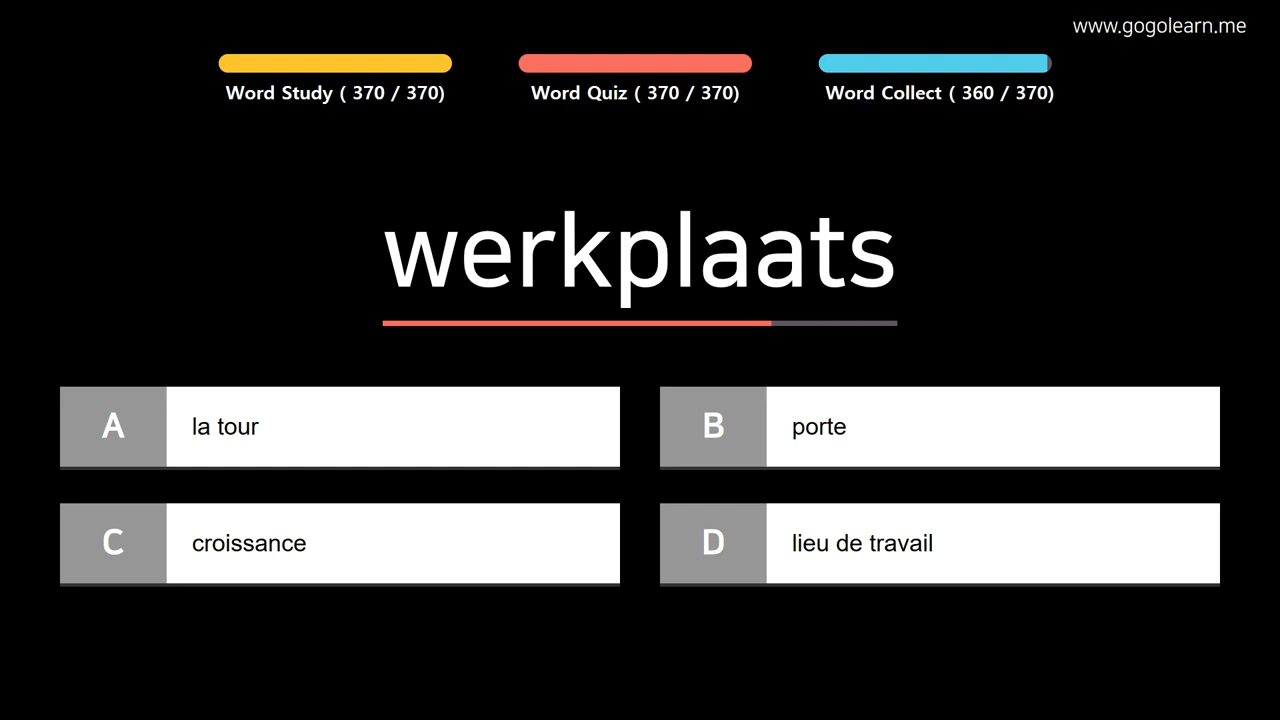 www.gogolearn.me
Word Study ( 370 / 370)
Word Quiz ( 370 / 370)
Word Collect ( 360 / 370)
werkplaats
A la tour
B porte
C croissance
D lieu de travail